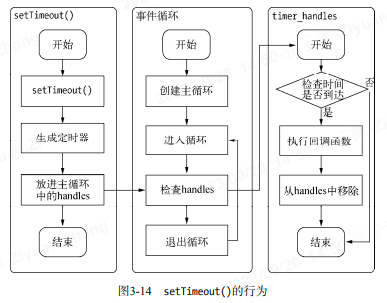 setTimeout()
开始
setTimeout()
生成定时器
放进主循环
中的handles
结束
事件循环
开始
创建主循环
进入循环
检查handles
退出循环
timer_handles
开始
检查时间
是否到达
否
是
执行回调函数
从handles中移除
结束
图3-14 setTimeout()的行为